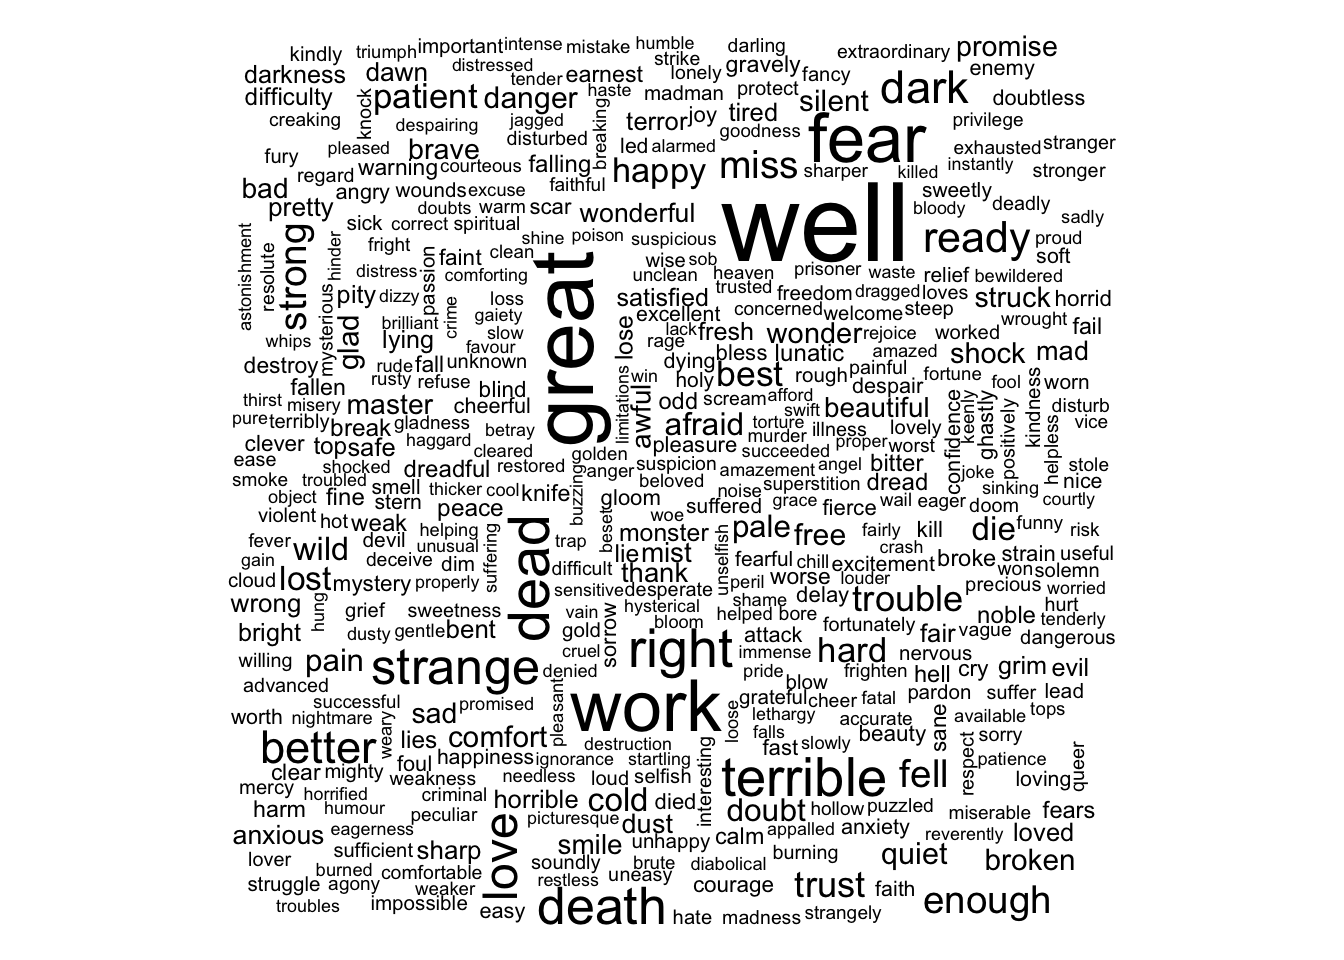 kindly triumph important intense mistake humble darling extraordinary promise
darkness dawn distressed tender earnest strike lonely gravely fancy enemy
difficulty knock patient danger haste madman protect silent dark doubtless
creaking despairing jagged disturbed breaking terror joy tired goodness fear privilege
fury pleased brave led alarmed exhausted stranger
regard warning courteous falling happy miss sharper killed instantly stronger
bad angry wounds excuse faithful well sweetly deadly
pretty doubts warm scar wonderful bloody sadly
astonishment resolute strong hinder sick correct spiritual shine poison suspicious ready proud
fright passion faint clean great wise sob soft
mysterious distress comforting unclean heaven prisoner waste relief bewildered
pity dizzy crime loss satisfied trusted freedom dragged loves struck horrid
glad brilliant gaiety lose excellent concerned welcome steep wrought
whips lying slow lack fresh wonder rejoice worked fail
favour rage
destroy rude fall unknown dying bless lunatic amazed shock mad
fallen rusty refuse blind limitations win holy best rough painful fortune fool worn
thirst misery master cheerful awful odd scream afford despair kindness
pure terribly break gladness betray afraid torture swift beautiful confidence keenly ghastly positively disturb vice
clever top safe haggard cleared pleasure murder illness lovely helpless
ease golden succeeded proper worst
smoke shocked troubled dreadful restored anger suspicion amazement angel bitter joke stole
object fine smell thicker cool knife buzzing beloved superstition dread sinking nice
stern gloom noise grace
violent hot weak peace beset woe suffered fierce wail eager doom courtly
fever devil helping suffering dead trap monster unselfish pale free fairly kill die funny risk
gain wild deceive unusual dim lie mist fearful chill excitement crash broke strain useful
cloud lost mystery properly difficult thank peril worse louder won solemn
wrong hung grief sweetness sensitive desperate shame delay trouble precious worried
vain sorrow hysterical helped bore noble hurt tenderly
bright dusty gentle bent gold bloom attack fortunately fair vague dangerous
willing pain strange cruel right immense hard nervous
advanced denied pride frighten hell cry grim evil
successful promised pleasant work blow grateful cheer fatal pardon suffer lead
worth nightmare weary sad loose lethargy accurate sane available tops
better lies comfort destruction falls beauty sorry
foul happiness ignorance startling interesting fast slowly respect patience
clear mighty weakness needless loud selfish terrible fell loving queer
mercy horrified criminal horrible cold died
harm humour peculiar picturesque dust doubt hollow puzzled miserable fears
anxious eagerness love smile unhappy calm appalled anxiety reverently loved
lover sufficient sharp soundly brute diabolical burning quiet broken
burned comfortable restless uneasy
struggle agony weaker courage trust faith enough
troubles impossible easy death hate madness strangely